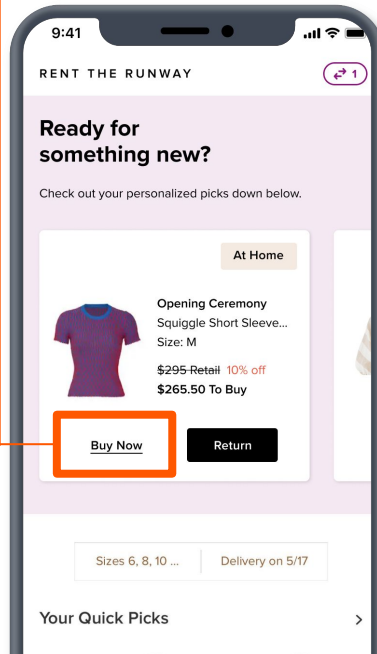 9:41
RENT THE RUNWAY
1
Ready for
something new?
Check out your personalized picks down below.
At Home
Opening Ceremony
Squiggle Short Sleeve...
Size: M
$295 Retail 10% off
$265.50 To Buy
Buy Now Return
Sizes 6, 8, 10 ... Delivery on 5/17
Your Quick Picks